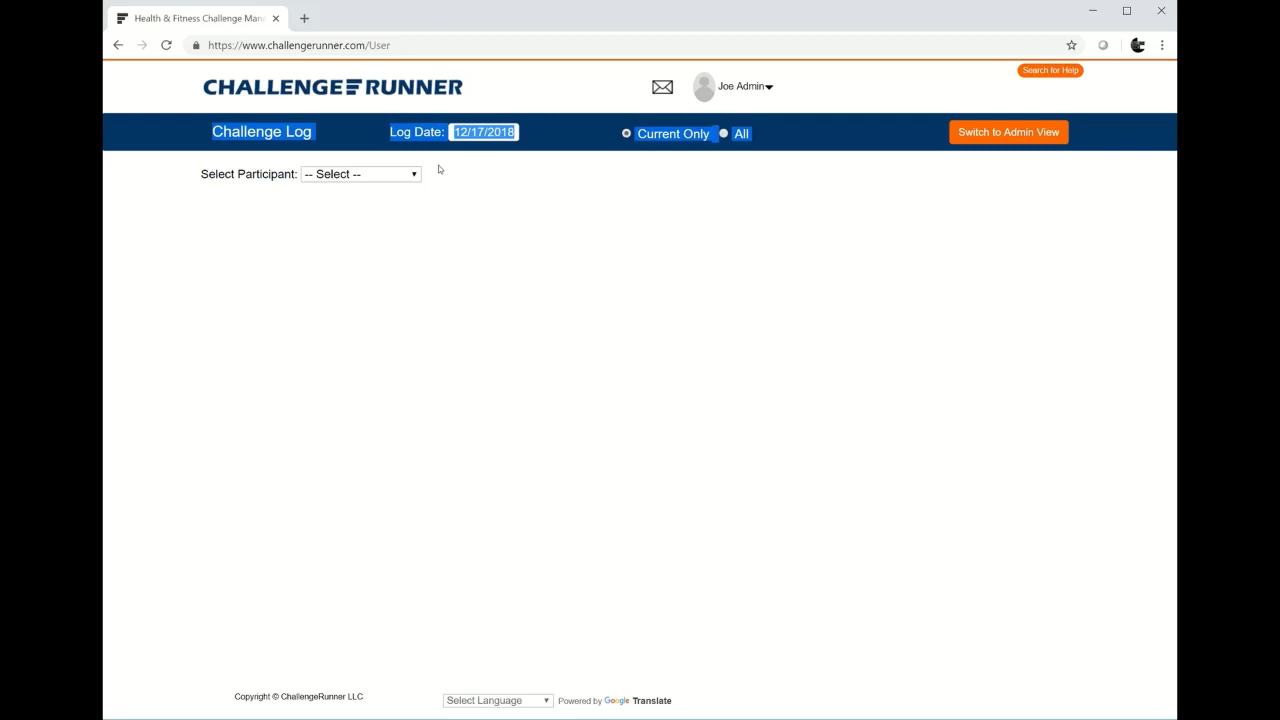 Health & Fitness Challenge Mana
https://www.challengerunner.com/User
Search for Help
CHALLENGERUNNER
Joe Admin
Challenge Log
Log Date: 12/17/2018
Current Only
All
Switch to Admin View
Select Participant: -- Select --
Copyright © ChallengeRunner LLC
Select Language
Powered by Google Translate